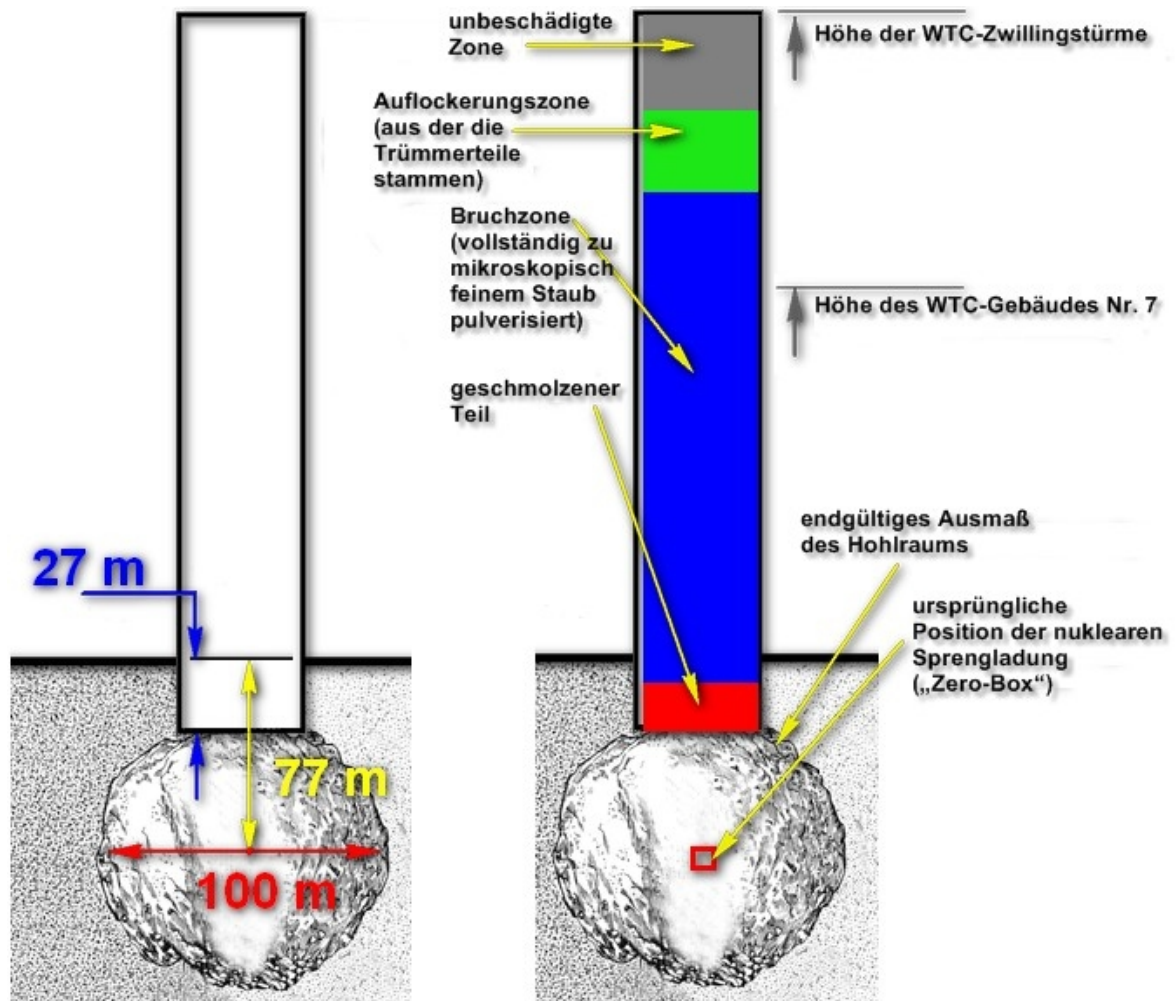 27 m
77 m
100 m
unbeschädigte
Zone
Höhe der WTC-Zwillingstürme
Auflockerungszone
(aus der die
Trümmerteile
stammen)
Bruchzone
(vollständig zu
mikroskopisch
feinem Staub
pulverisiert)
Höhe des WTC-Gebäudes Nr. 7
geschmolzener
Teil
endgültiges Ausmaß
des Hohlraums
ursprüngliche
Position der nuklearen
Sprengladung
(„Zero-Box“)